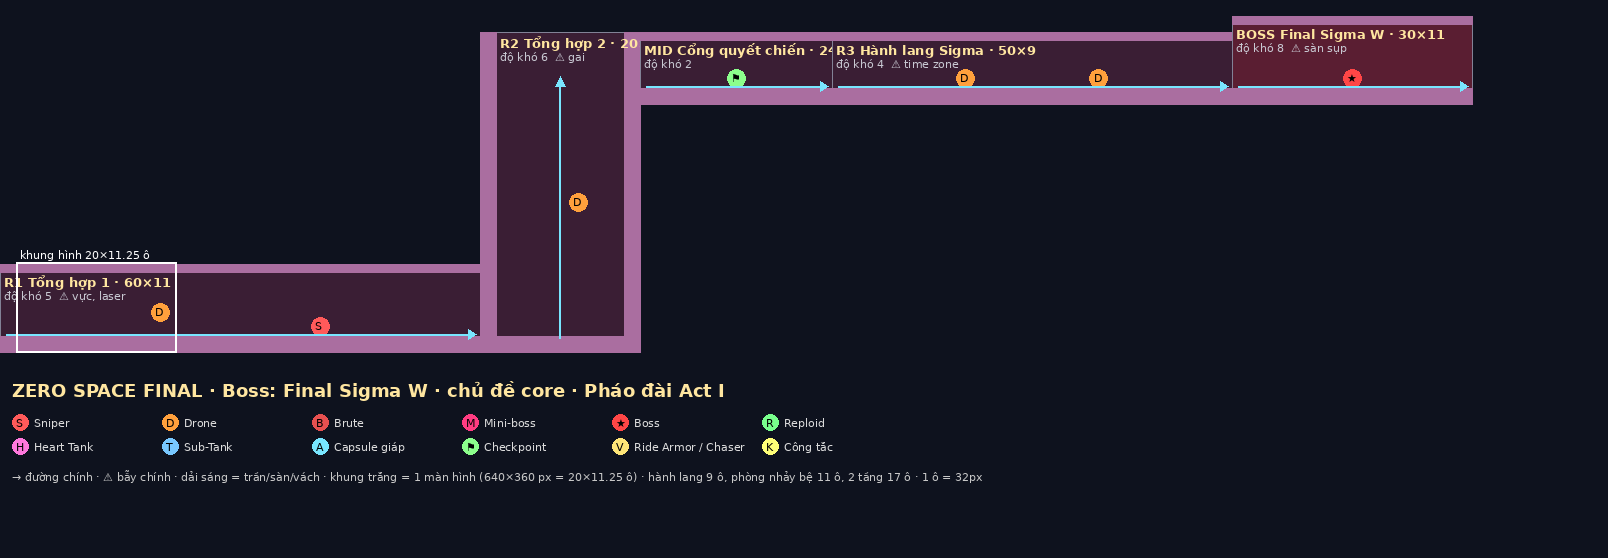 R2 Tổng hợp 2 · 20
độ khó 6 ⚠ gai
MID Cổng quyết chiến · 24
độ khó 2
⚑
R3 Hành lang Sigma · 50×9
độ khó 4 ⚠ time zone
D
D
BOSS Final Sigma W · 30×11
độ khó 8 ⚠ sàn sụp
★
D
khung hình 20×11.25 ô
R1 Tổng hợp 1 · 60×11
độ khó 5 ⚠ vực, laser
D
S
ZERO SPACE FINAL · Boss: Final Sigma W · chủ đề core · Pháo đài Act I
S Sniper D Drone B Brute M Mini-boss ★ Boss R Reploid
H Heart Tank T Sub-Tank A Capsule giáp ⚑ Checkpoint V Ride Armor / Chaser K Công tắc
→ đường chính · ⚠ bẫy chính · dải sáng = trần/sàn/vách · khung trắng = 1 màn hình (640×360 px = 20×11.25 ô) · hành lang 9 ô, phòng nhảy bệ 11 ô, 2 tầng 17 ô · 1 ô = 32px